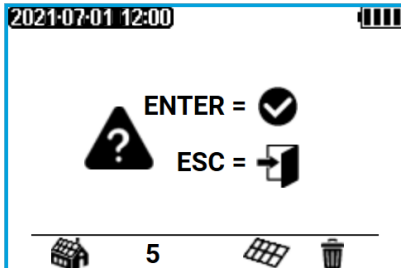 2021-07-01 12:00
ENTER =
?
ESC =
5